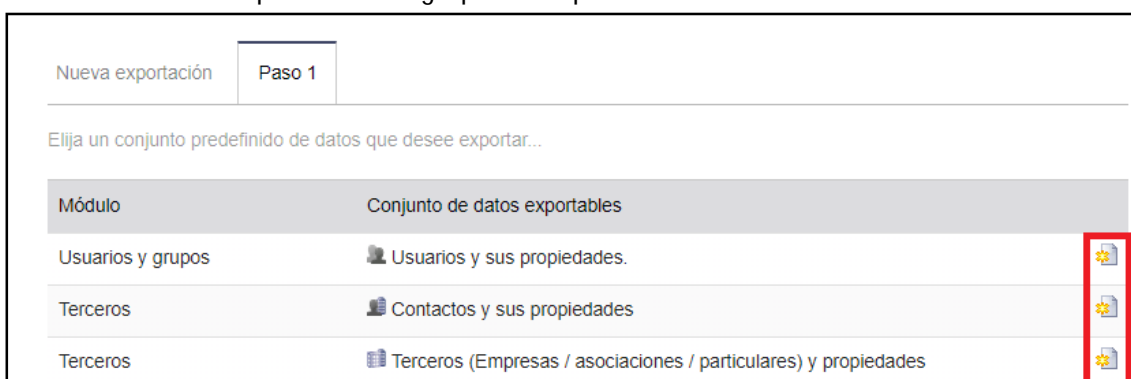 Nueva exportación Paso 1
Elija un conjunto predefinido de datos que desee exportar...
Módulo Conjunto de datos exportables
Usuarios y grupos Usuarios y sus propiedades.
Terceros Contactos y sus propiedades
Terceros Terceros (Empresas / asociaciones / particulares) y propiedades